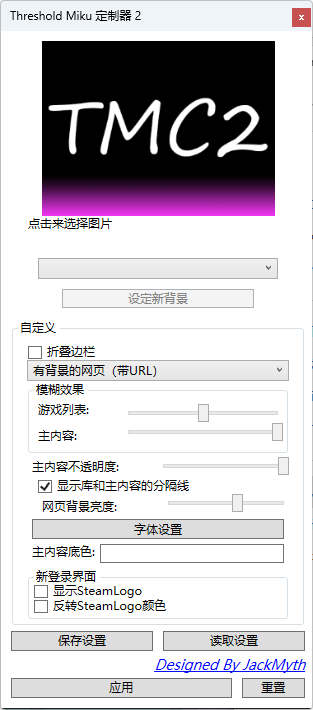 Threshold Miku 定制器 2
x
TMC2
点击来选择图片
设定新背景
自定义
折叠边栏
有背景的网页（带URL）
模糊效果
游戏列表:
主内容:
主内容不透明度:
显示库和主内容的分隔线
网页背景亮度:
字体设置
主内容底色:
新登录界面
显示SteamLogo
反转SteamLogo颜色
保存设置 读取设置
Designed By JackMyth
应用 重置